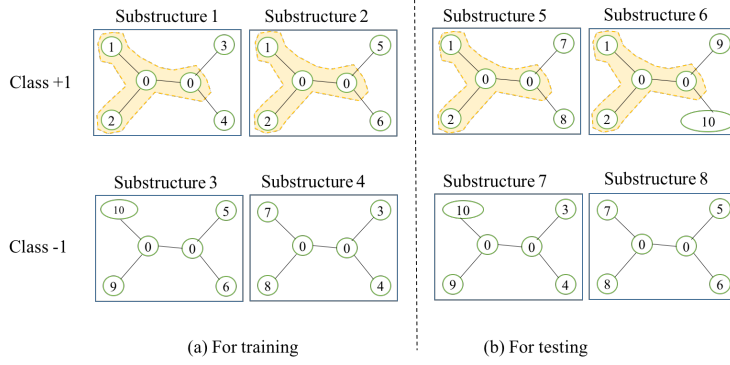 Substructure 1 Substructure 2 Substructure 5 Substructure 6
1 3 1 5 1 7 1 9
Class +1 0 0 0 0 0 0 0 0
2 4 2 6 2 8 2 10
Substructure 3 Substructure 4 Substructure 7 Substructure 8
10 5 7 3 10 3 7 5
Class -1 0 0 0 0 0 0 0 0
9 6 8 4 9 4 8 6
(a) For training (b) For testing